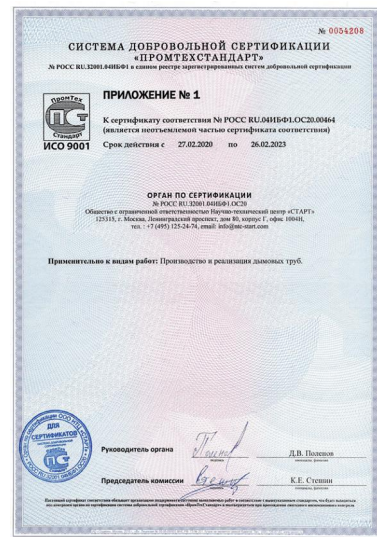 № 0054208
СИСТЕМА ДОБРОВОЛЬНОЙ СЕРТИФИКАЦИИ
«ПРОМТЕХСТАНДАРТ»
№ РОСС RU.32001.04ИБФ1 в едином реестре зарегистрированных систем добровольной сертификации
ПромТех
Стандарт
ИСО 9001
ПРИЛОЖЕНИЕ № 1
К сертификату соответствия № РОСС RU.04ИБФ1.ОС20.00464
(является неотъемлемой частью сертификата соответствия)
Срок действия с 27.02.2020 по 26.02.2023
ОРГАН ПО СЕРТИФИКАЦИИ
№ РОСС RU.32001.04ИБФ1.ОС20
Общество с ограниченной ответственностью Научно-технический центр «СТАРТ»
125315, г. Москва, Ленинградский проспект, дом 80, корпус Г, офис 1004Н,
тел. : +7 (495) 125-24-74, email: info@ntc-start.com
Применительно к видам работ: Производство и реализация дымовых труб.
ДЛЯ
СЕРТИФИКАТОВ
Руководитель органа
Д.В. Поленов
Председатель комиссии
К.Е. Стешин